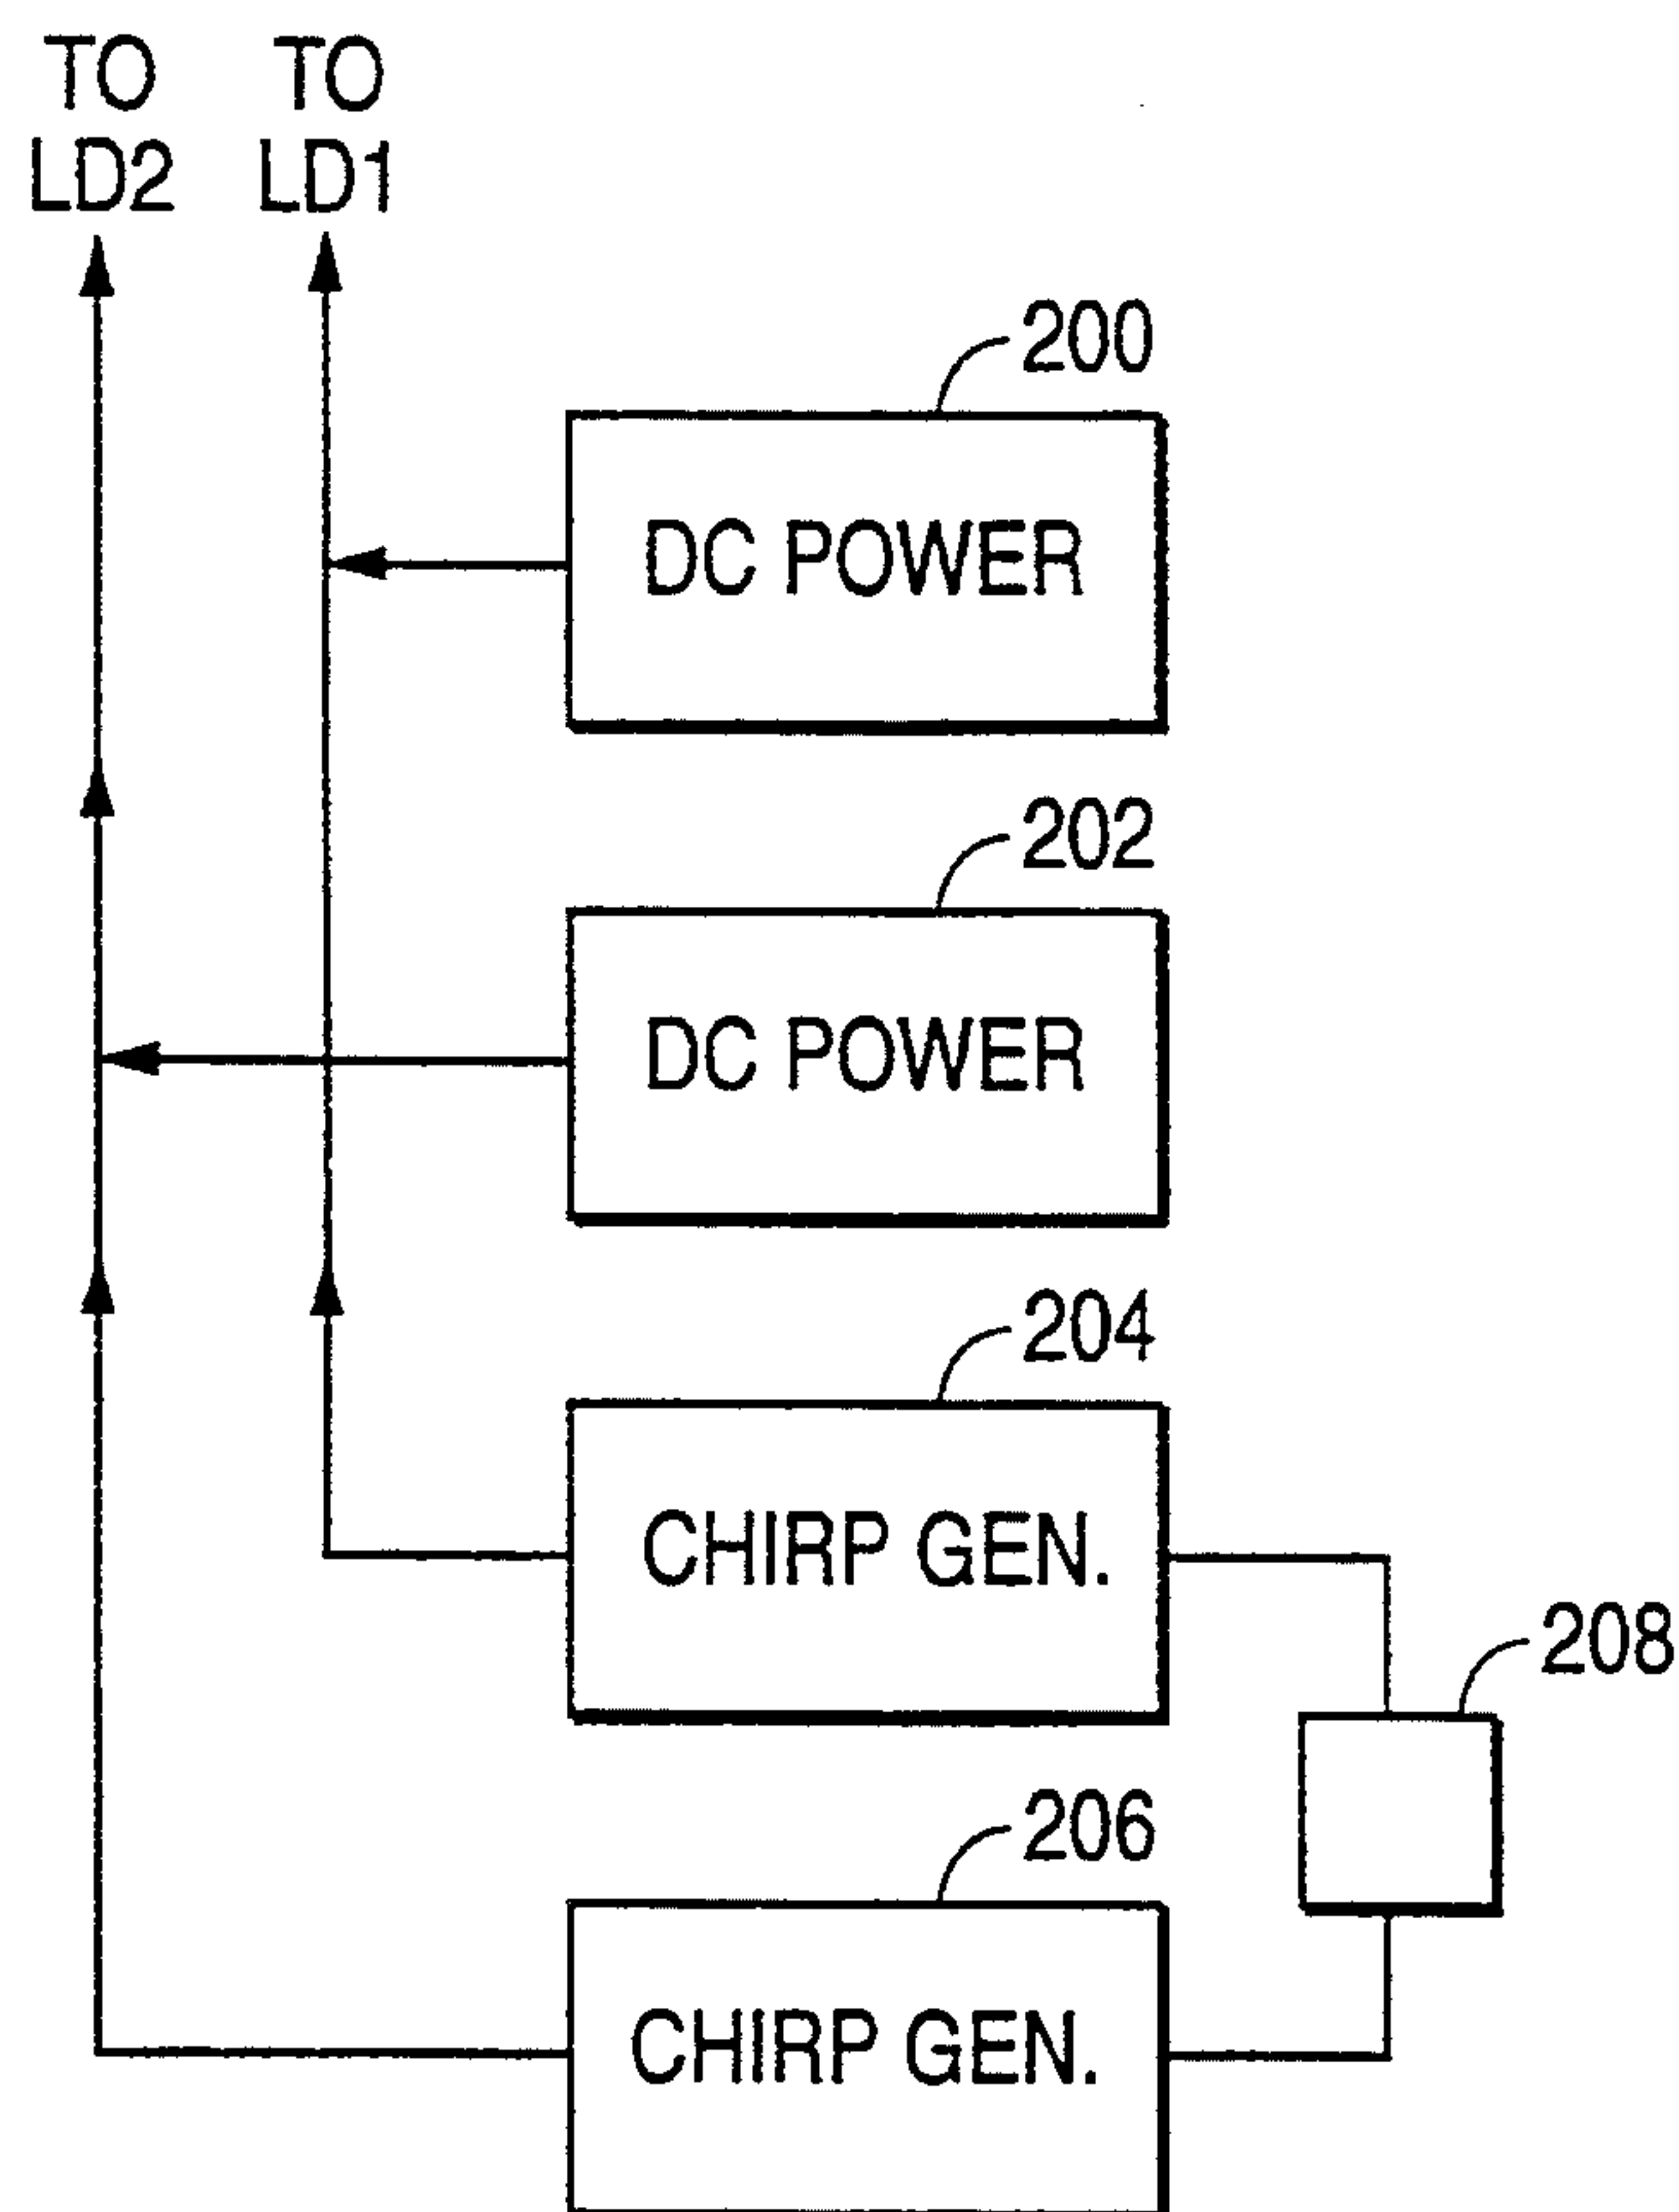 TO
LD2
TO
LD1
200
DC POWER
202
DC POWER
204
CHIRP GEN.
208
206
CHIRP GEN.